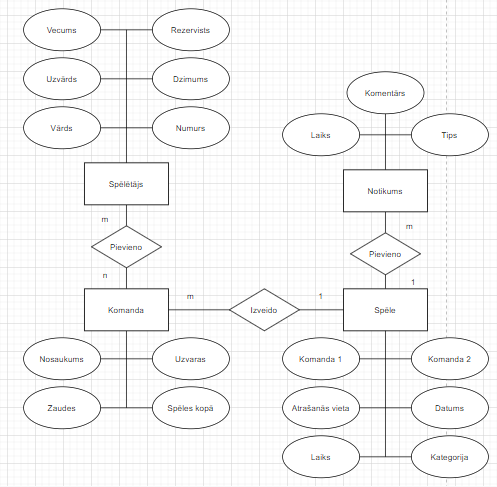 Vecums
Rezervists
Uzvārds
Dzimums
Vārds
Numurs
Spēlētājs
m
Pievieno
n
Komanda
m
Izveido
1
Nosaukums
Uzvaras
Zaudes
Spēles kopā
Komentārs
Laiks
Tips
Notikums
m
Pievieno
1
Spēle
Komanda 1
Komanda 2
Atrašanās vieta
Datums
Laiks
Kategorija